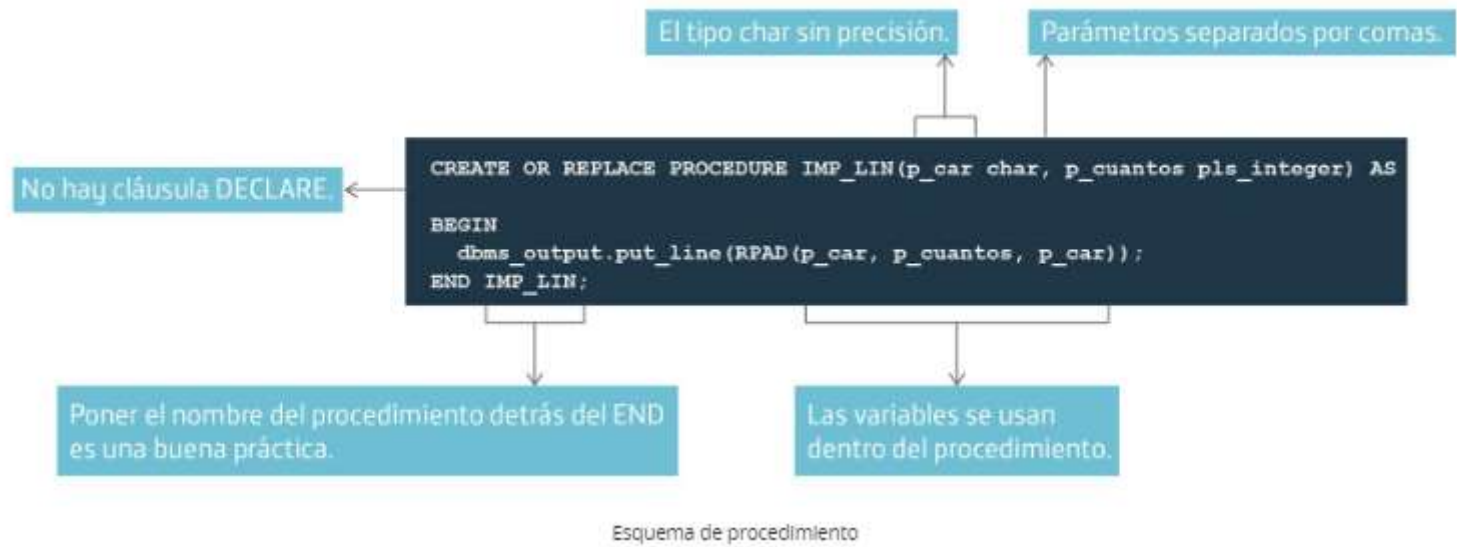 El tipo char sin precisión.
Parámetros separados por comas.
No hay cláusula DECLARE.
CREATE OR REPLACE PROCEDURE IMP_LIN(p_car char, p_cuantos pls_integer) AS
BEGIN
dbms_output.put_line(RPAD(p_car, p_cuantos, p_car));
END IMP_LIN;
Poner el nombre del procedimiento detrás del END
es una buena práctica.
Las variables se usan
dentro del procedimiento.
Esquema de procedimiento